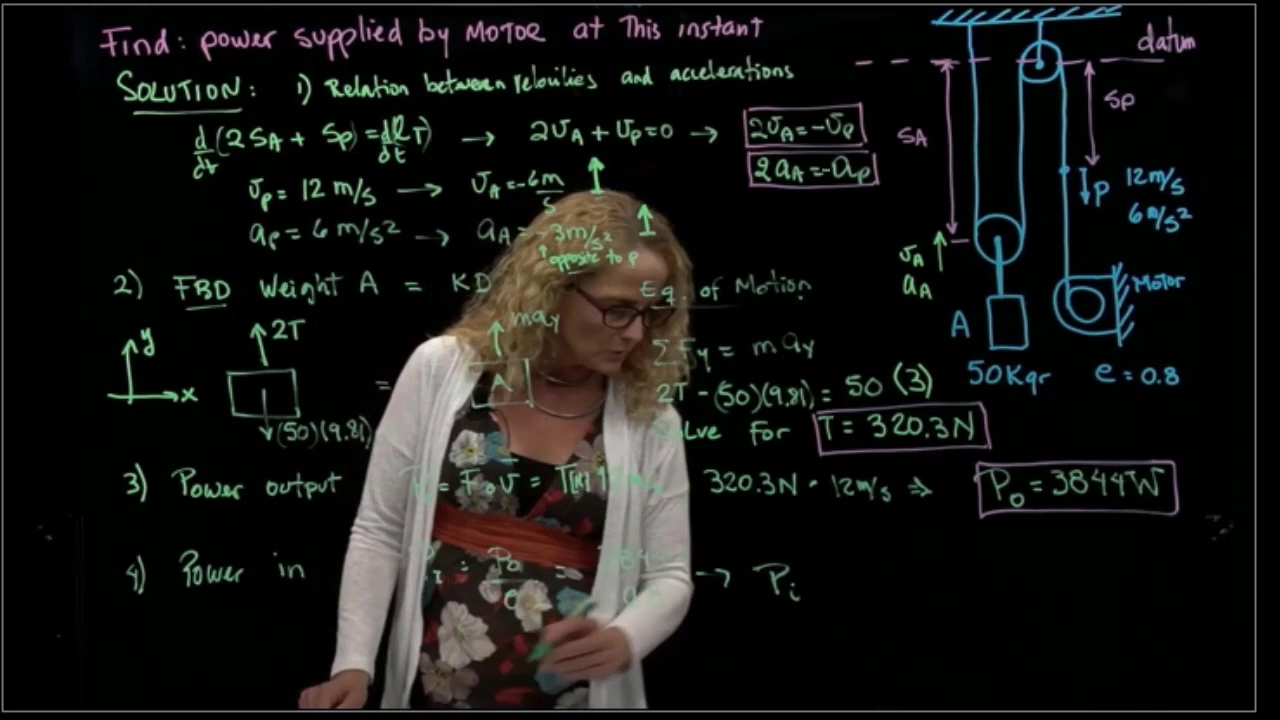 Find: power supplied by MOTOR at This instant
SOLUTION: 1) Relation between velocities and accelerations
d/dt (2SA + Sp) = dlT/dt → 2vA + vp = 0 → 2vA = -vp
2aA = -ap
vp = 12 m/s → vA = -6 m/s ↑
ap = 6 m/s² → aA = -3 m/s² ↑
↑ opposite to p
2) FBD Weight A = KD Eq. of Motion
y
x
2T
(50)(9.81)
=
may
A
ΣFy = may
2T - (50)(9.81) = 50 (3)
for T = 320.3N
3) Power output = F · v = 320.3N · 12m/s ⇒ Po = 3844W
4) Power in = Po/e = → Pi
datum
SA
Sp
P
12m/s
6m/s²
vA
aA
A
Motor
50Kgr
e = 0.8